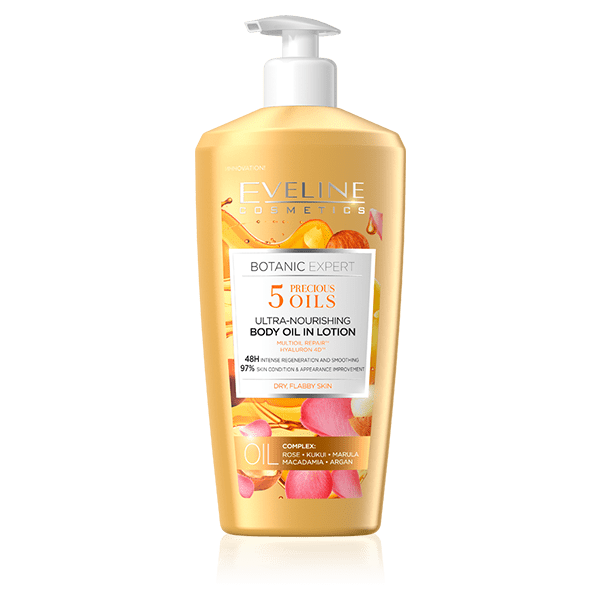 INNOVATION!
EVELINE
COSMETICS
BOTANIC EXPERT
5 PRECIOUS
OILS
ULTRA-NOURISHING
BODY OIL IN LOTION
MULTIOIL REPAIR™
HYALURON 4D™
48H INTENSE REGENERATION AND SMOOTHING
97% SKIN CONDITION & APPEARANCE IMPROVEMENT
DRY, FLABBY SKIN
OIL COMPLEX:
ROSE • KUKUI • MARULA
MACADAMIA • ARGAN